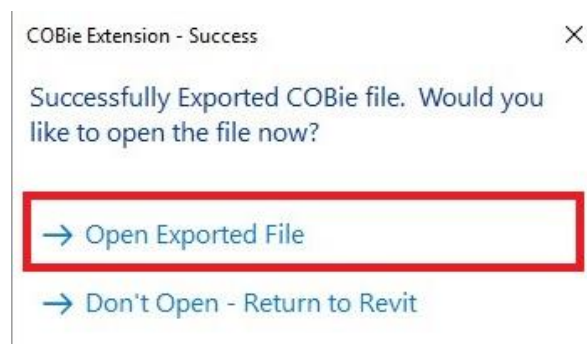 COBie Extension - Success
Successfully Exported COBie file. Would you
like to open the file now?
→ Open Exported File
→ Don't Open - Return to Revit